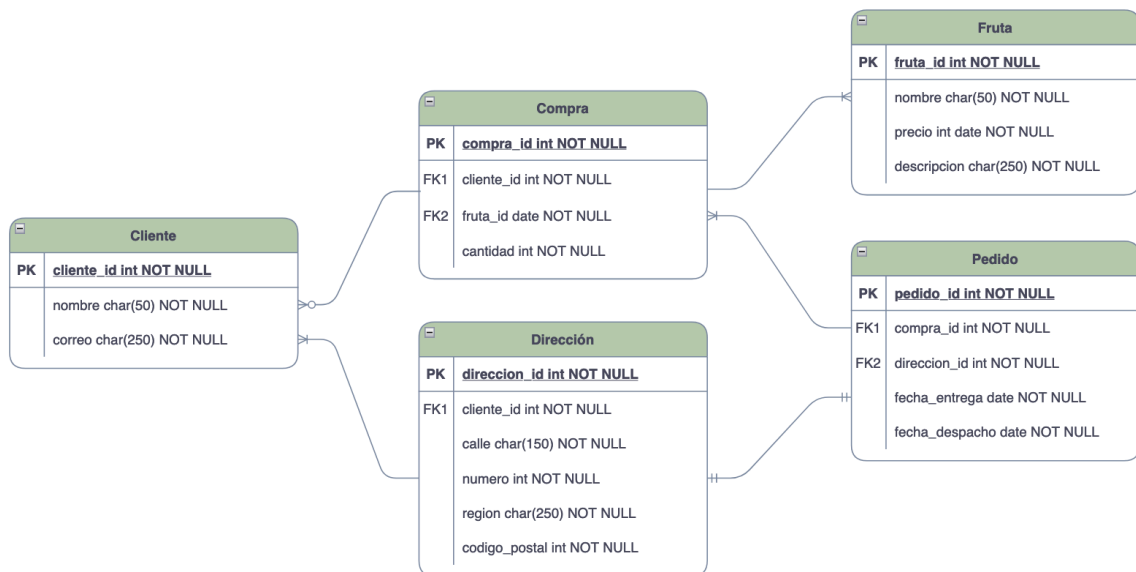 Fruta
PK fruta_id int NOT NULL
nombre char(50) NOT NULL
precio int date NOT NULL
descripcion char(250) NOT NULL
Compra
PK compra_id int NOT NULL
FK1 cliente_id int NOT NULL
FK2 fruta_id date NOT NULL
cantidad int NOT NULL
Cliente
PK cliente_id int NOT NULL
nombre char(50) NOT NULL
correo char(250) NOT NULL
Pedido
PK pedido_id int NOT NULL
FK1 compra_id int NOT NULL
FK2 direccion_id int NOT NULL
fecha_entrega date NOT NULL
fecha_despacho date NOT NULL
Dirección
PK direccion_id int NOT NULL
FK1 cliente_id int NOT NULL
calle char(150) NOT NULL
numero int NOT NULL
region char(250) NOT NULL
codigo_postal int NOT NULL